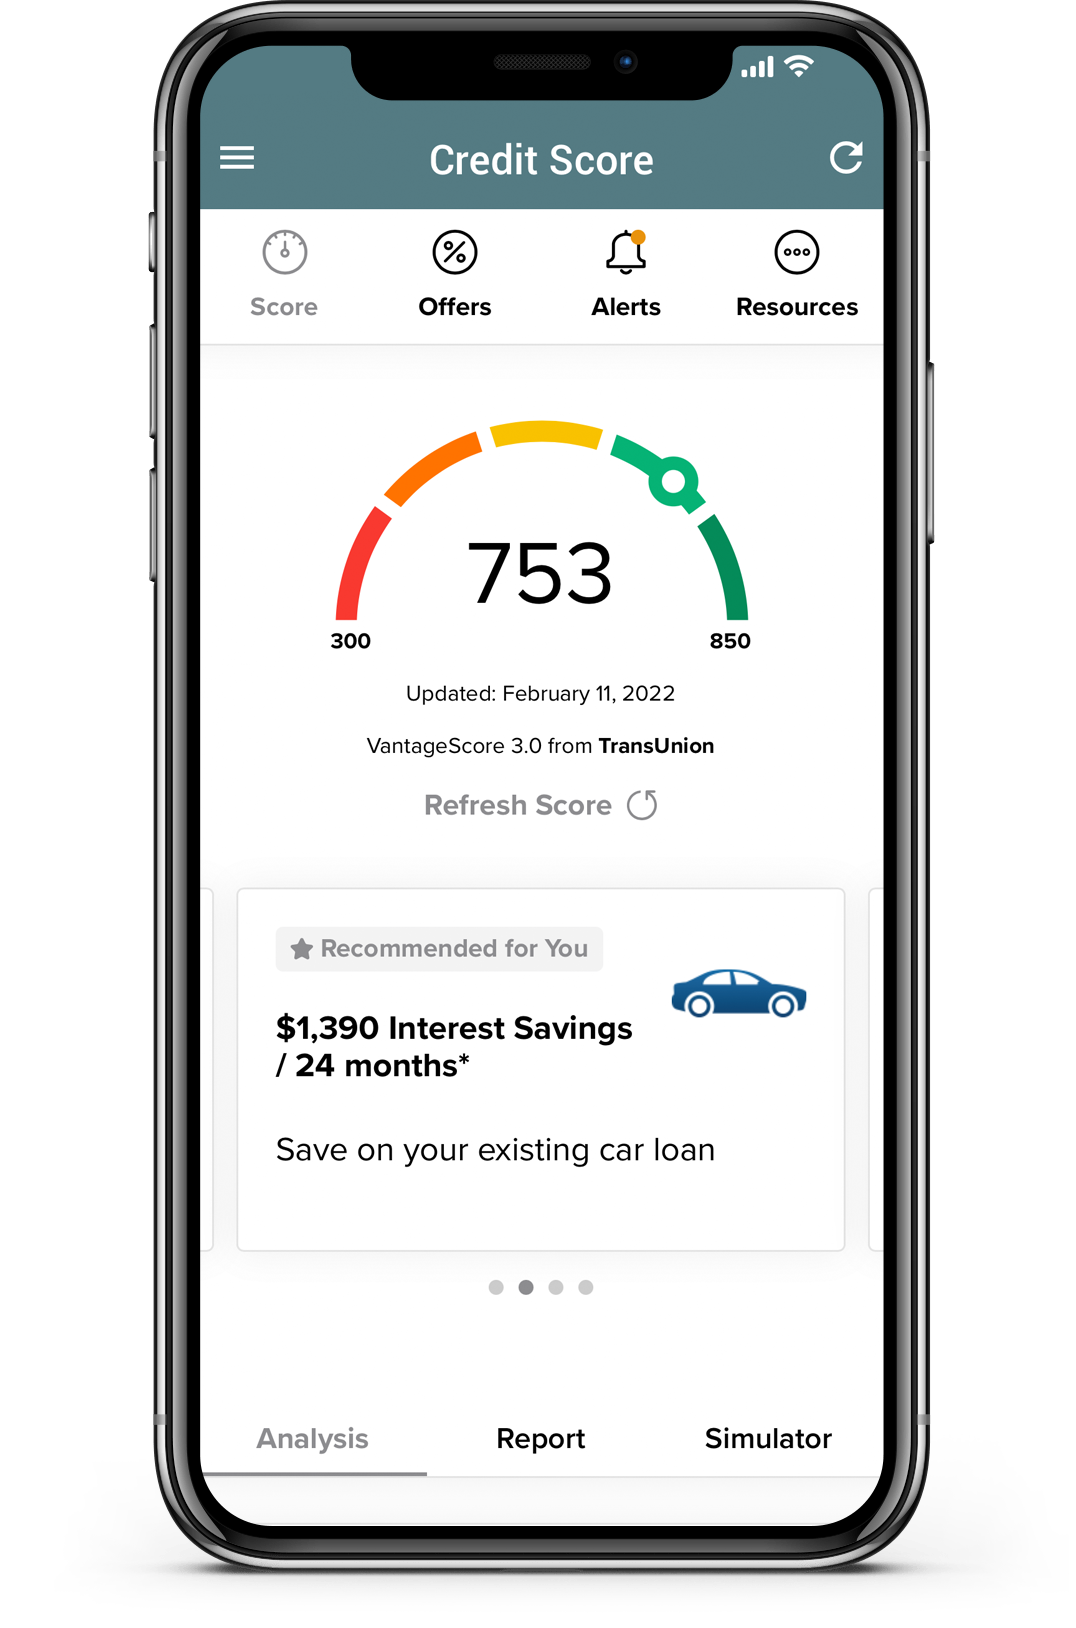 Credit Score
Score
Offers
Alerts
Resources
753
300
850
Updated: February 11, 2022
VantageScore 3.0 from TransUnion
Refresh Score
Recommended for You
$1,390 Interest Savings
/ 24 months*
Save on your existing car loan
Analysis
Report
Simulator